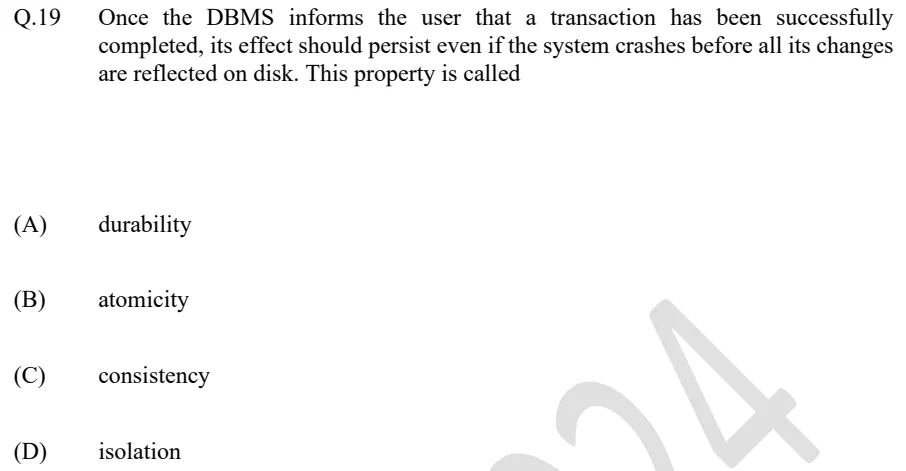 Q.19 Once the DBMS informs the user that a transaction has been successfully
completed, its effect should persist even if the system crashes before all its changes
are reflected on disk. This property is called
(A) durability
(B) atomicity
(C) consistency
(D) isolation
24